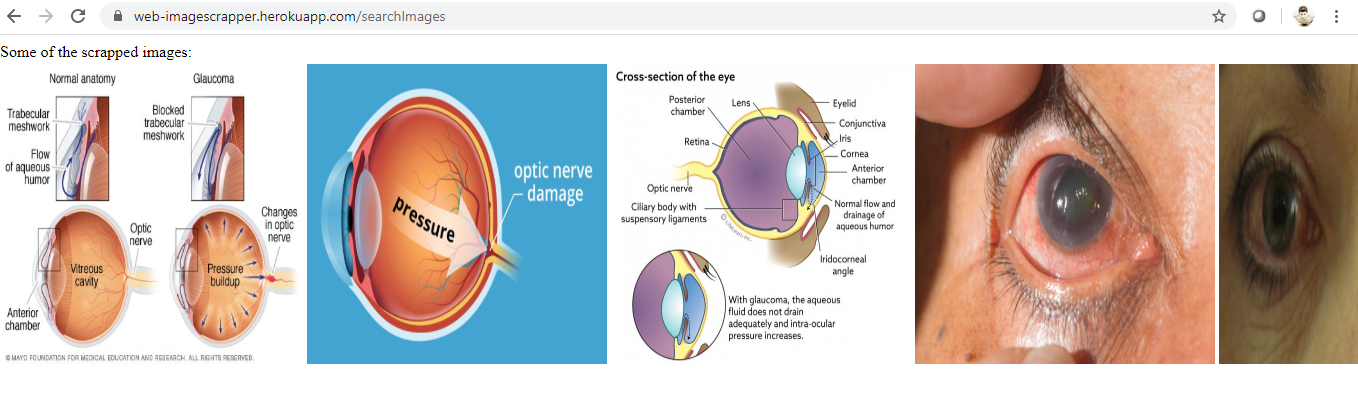 web-imagescrapper.herokuapp.com/searchImages
Some of the scrapped images:
Normal anatomy
Glaucoma
Trabecular
meshwork
Blocked
trabecular
meshwork
Flow
of aqueous
humor
Optic
nerve
Changes
in optic
nerve
Vitreous
cavity
Pressure
buildup
Anterior
chamber
© MAYO FOUNDATION FOR MEDICAL EDUCATION AND RESEARCH. ALL RIGHTS RESERVED.
pressure
optic nerve
damage
Cross-section of the eye
Posterior
chamber
Lens
Eyelid
Conjunctiva
Iris
Retina
Cornea
Anterior
chamber
Optic nerve
Ciliary body with
suspensory ligaments
Normal flow and
drainage of
aqueous humor
© LifeLearn Inc.
Iridocorneal
angle
With glaucoma, the aqueous
fluid does not drain
adequately and intra-ocular
pressure increases.